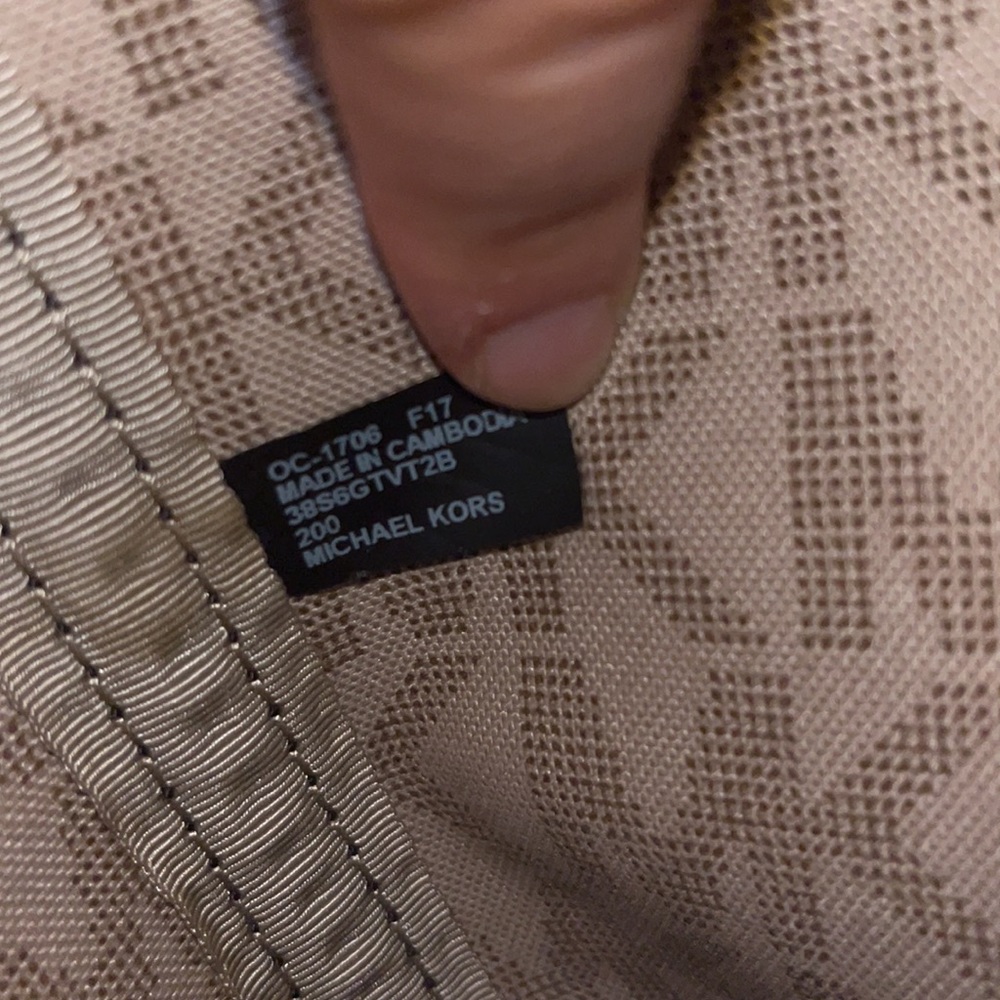 OC-1706 F17
MADE IN CAMBODIA
38S6GTVT2B
200
MICHAEL KORS